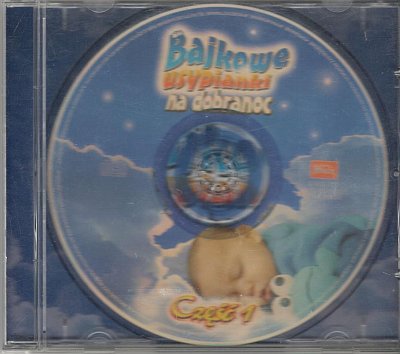 Bajkowe
usypianki
na dobranoc
Część 1